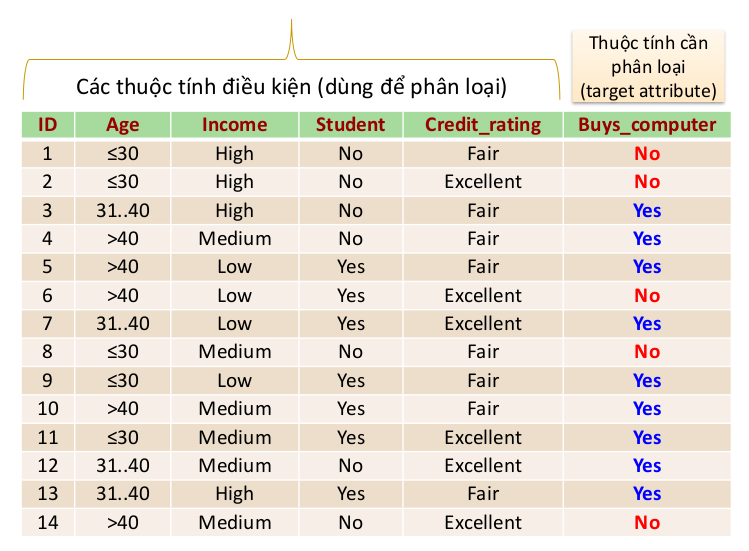 Các thuộc tính điều kiện (dùng để phân loại)
Thuộc tính cần
phân loại
(target attribute)
ID Age Income Student Credit_rating Buys_computer
1 ≤30 High No Fair No
2 ≤30 High No Excellent No
3 31..40 High No Fair Yes
4 >40 Medium No Fair Yes
5 >40 Low Yes Fair Yes
6 >40 Low Yes Excellent No
7 31..40 Low Yes Excellent Yes
8 ≤30 Medium No Fair No
9 ≤30 Low Yes Fair Yes
10 >40 Medium Yes Fair Yes
11 ≤30 Medium Yes Excellent Yes
12 31..40 Medium No Excellent Yes
13 31..40 High Yes Fair Yes
14 >40 Medium No Excellent No